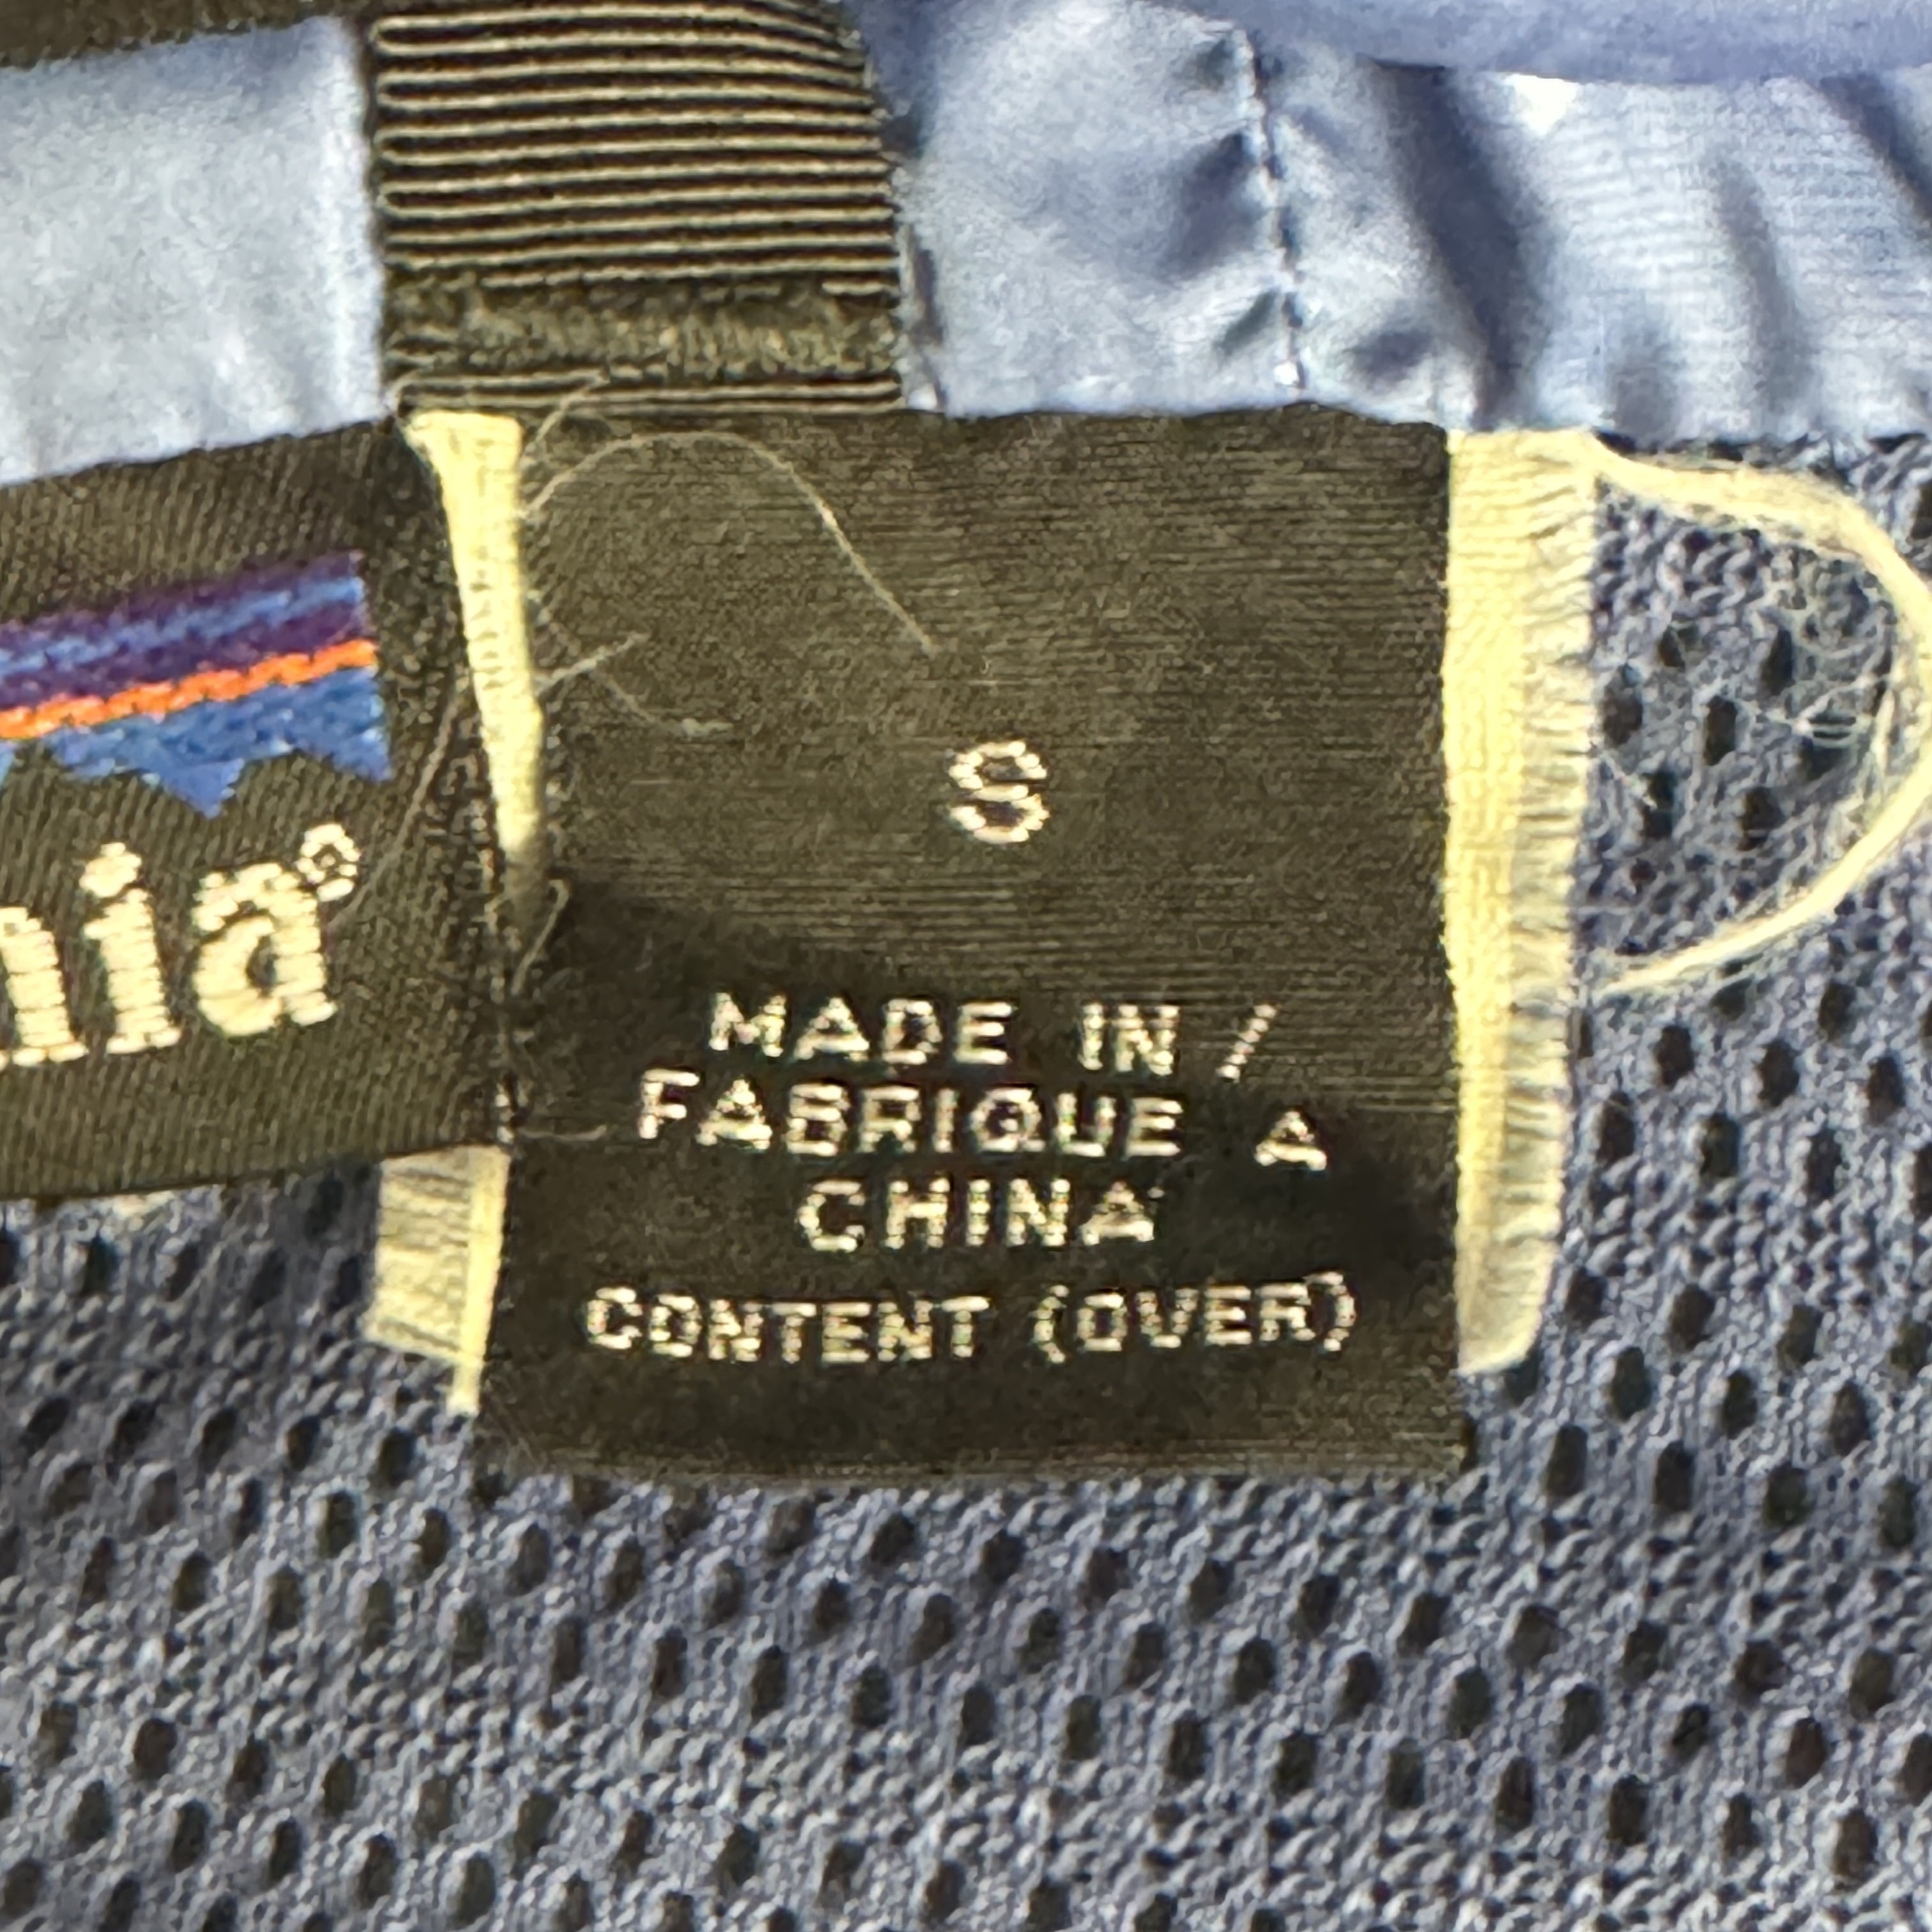 nia®
S
MADE IN /
FABRIQUE A
CHINA
CONTENT (OVER)